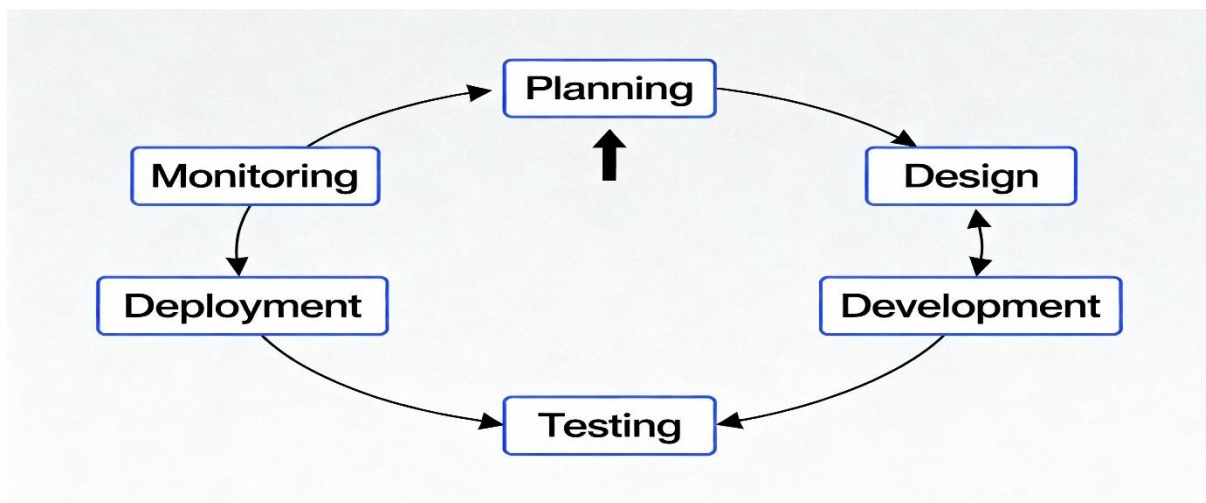 Planning
Monitoring
Design
Deployment
Development
Testing